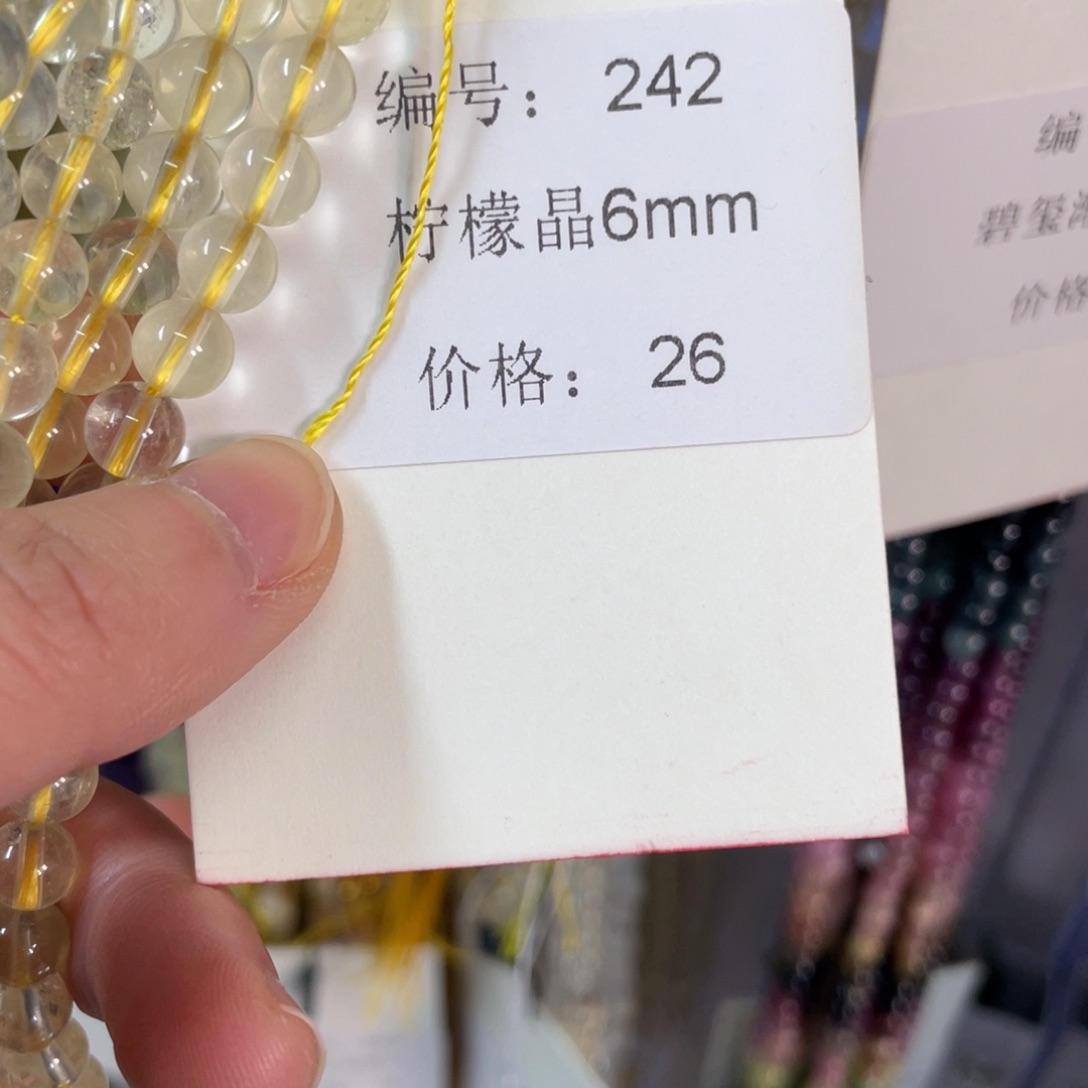 编号： 242
柠檬晶6mm
价格： 26
编
碧玺
价格